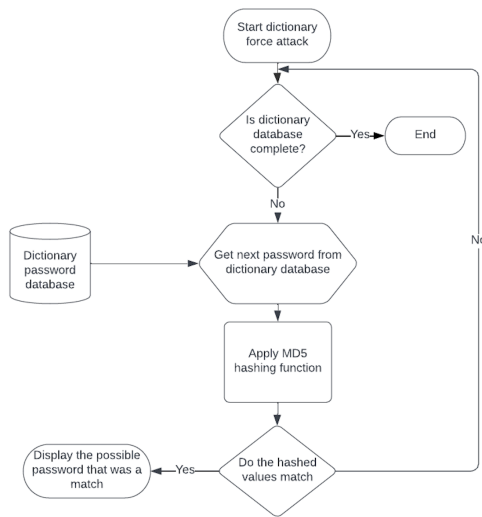 Start dictionary
force attack
Is dictionary
database
complete?
Yes
End
No
Dictionary
password
database
Get next password from
dictionary database
No
Apply MD5
hashing function
Display the possible
password that was a
match
Yes
Do the hashed
values match